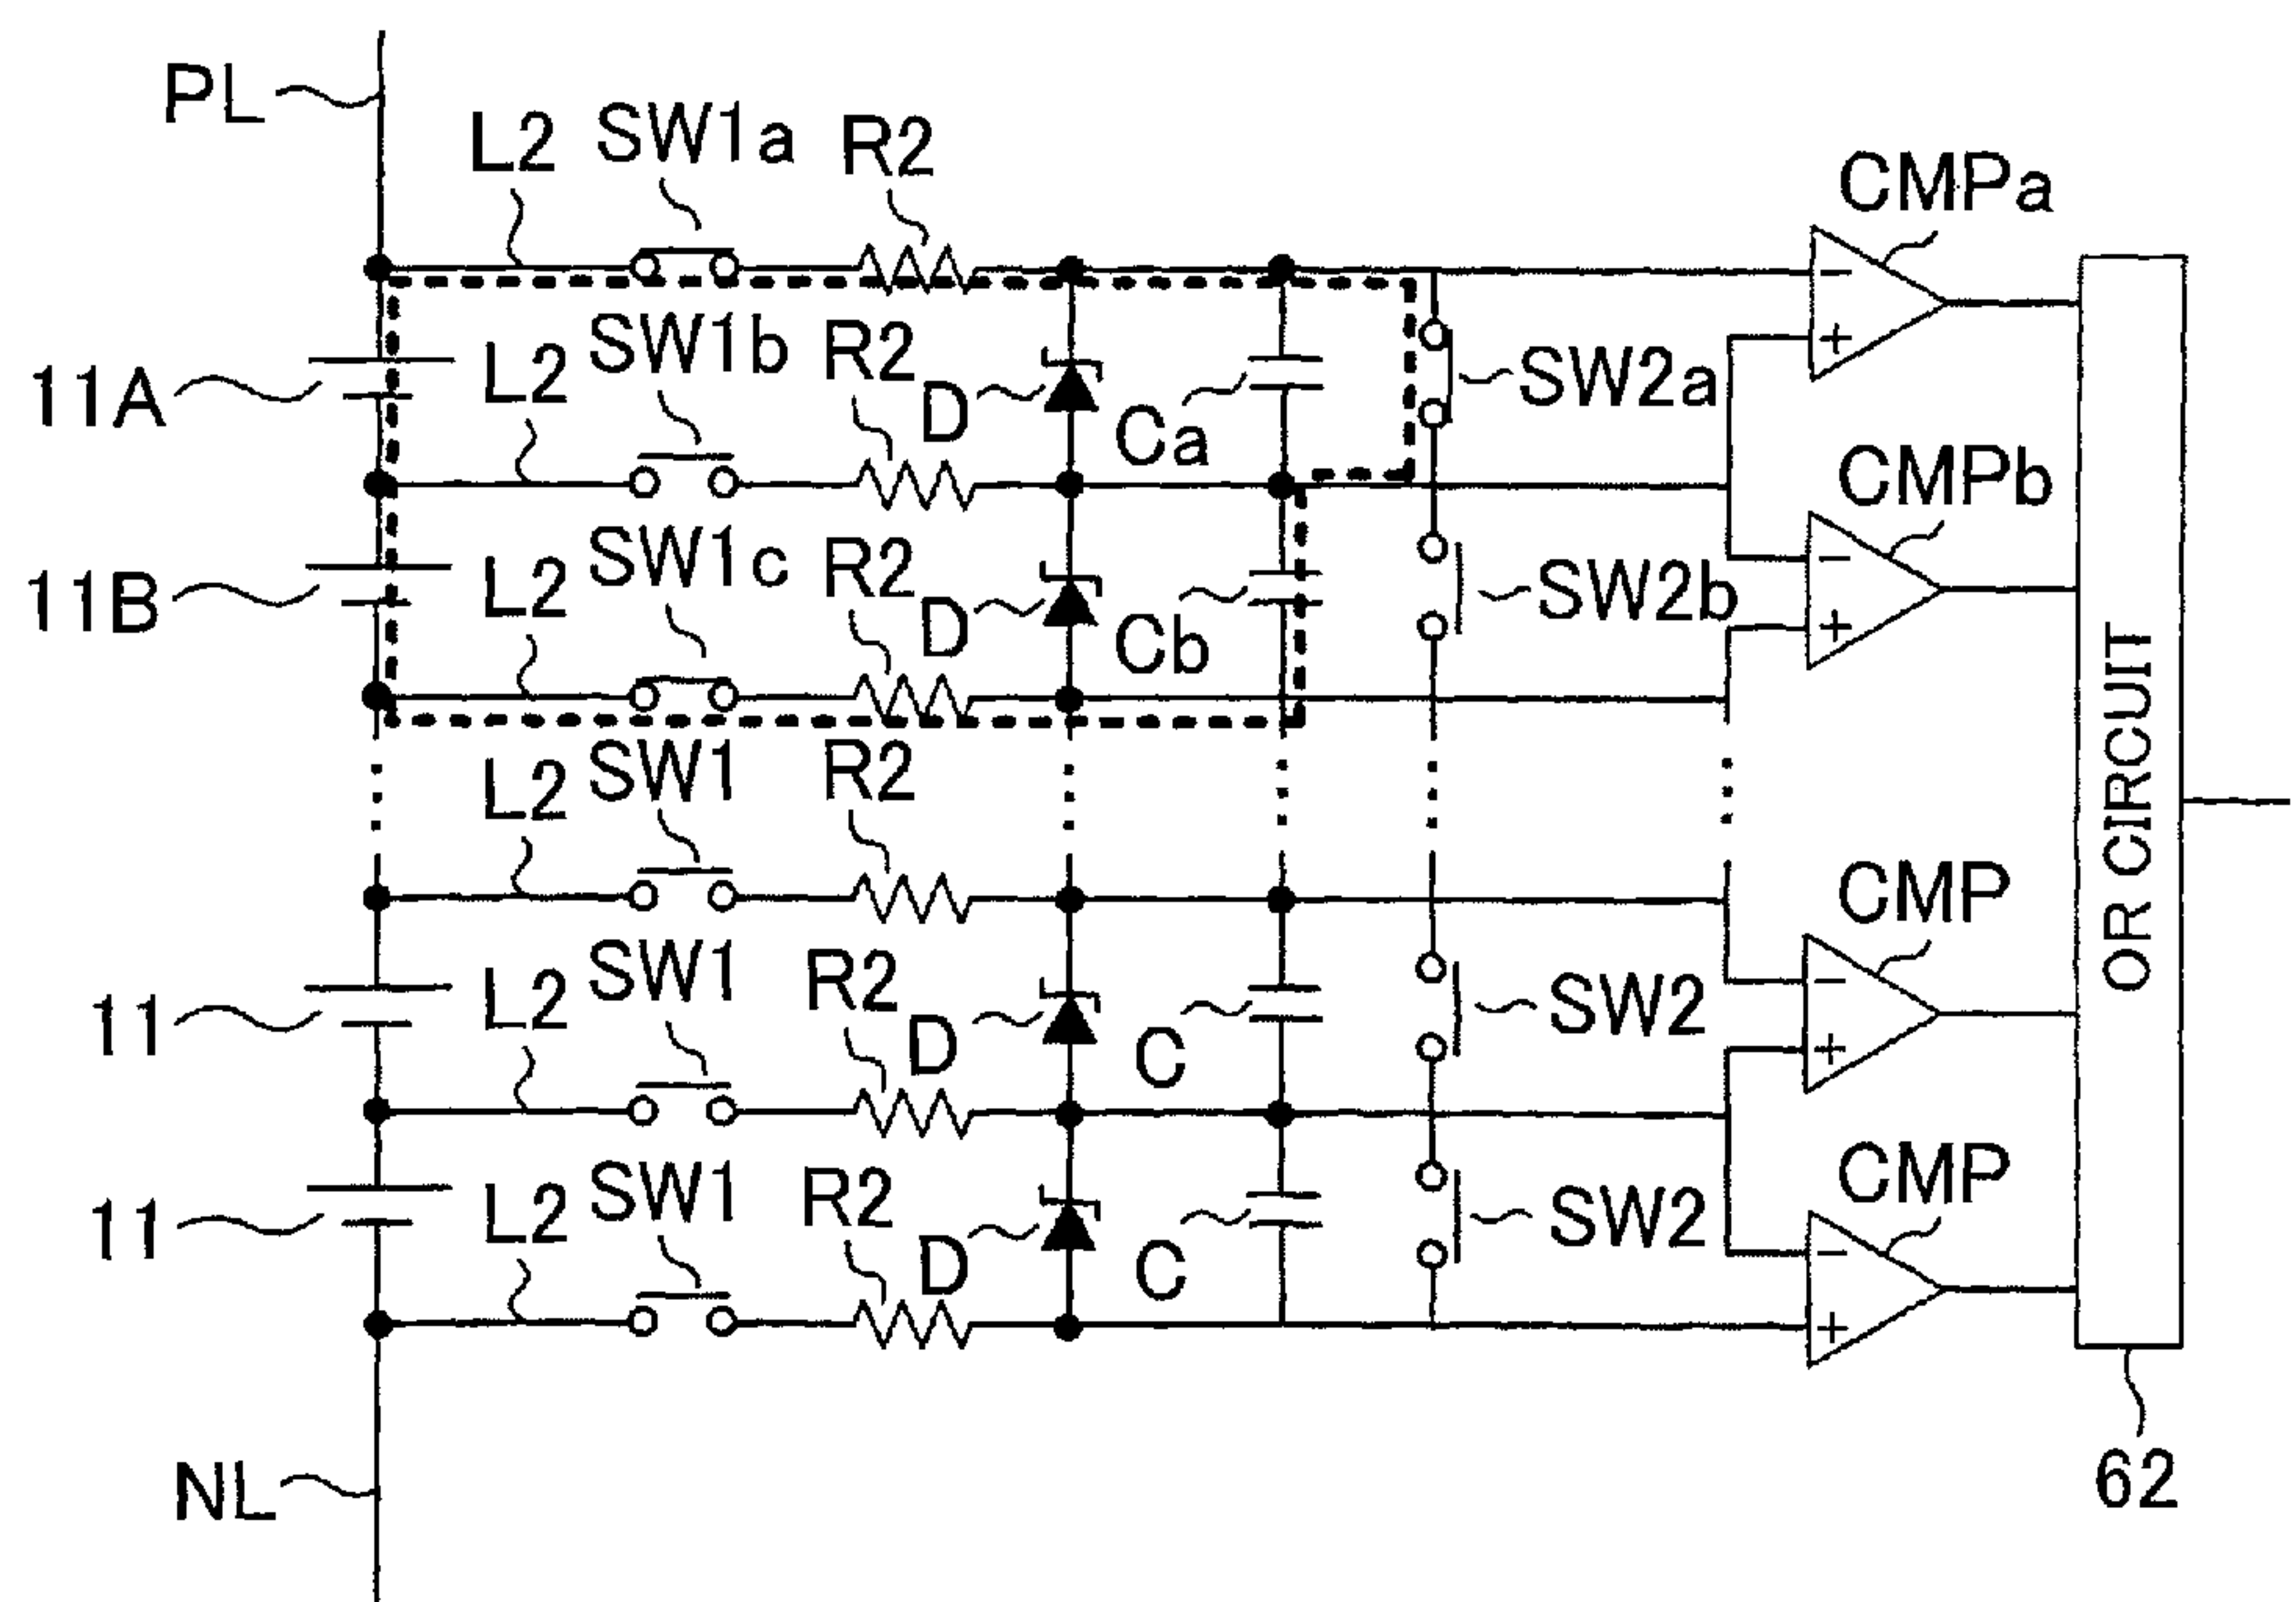 PL
L2
SW1a
R2
CMPa
−
+
11A
L2
SW1b
R2
D
Ca
SW2a
CMPb
−
+
11B
L2
SW1c
R2
D
Cb
SW2b
L2
SW1
R2
CMP
−
+
11
L2
SW1
R2
D
C
SW2
CMP
−
+
11
L2
SW1
R2
D
C
SW2
OR CIRCUIT
NL
62